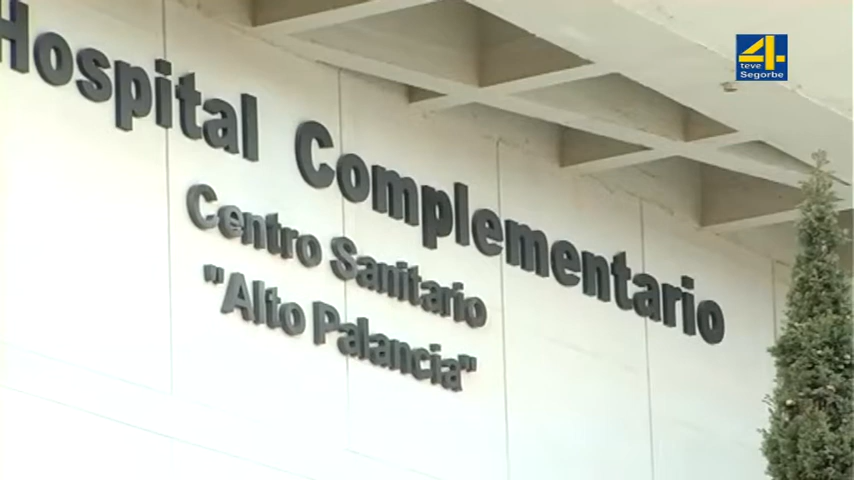 Hospital Complementario
Centro Sanitario
"Alto Palancia"
4
teve
Segorbe